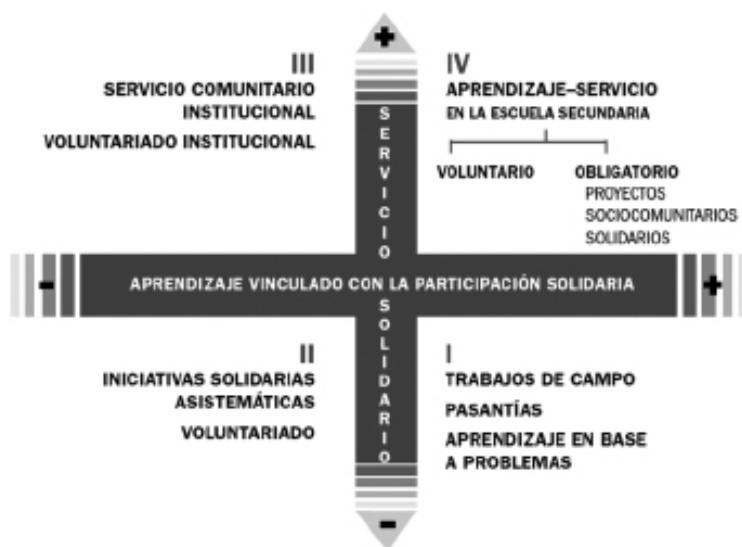 +
III
SERVICIO COMUNITARIO
INSTITUCIONAL
VOLUNTARIADO INSTITUCIONAL
IV
APRENDIZAJE–SERVICIO
EN LA ESCUELA SECUNDARIA
VOLUNTARIO
OBLIGATORIO
PROYECTOS
SOCIOCOMUNITARIOS
SOLIDARIOS
SERVICIO SOLIDARIO
-
APRENDIZAJE VINCULADO CON LA PARTICIPACIÓN SOLIDARIA
+
II
INICIATIVAS SOLIDARIAS
ASISTEMÁTICAS
VOLUNTARIADO
I
TRABAJOS DE CAMPO
PASANTÍAS
APRENDIZAJE EN BASE
A PROBLEMAS
-